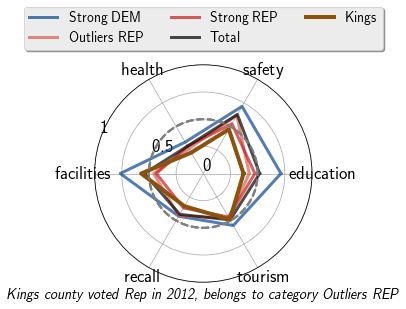 Strong DEM Strong REP Kings
Outliers REP Total
health safety
1
0.5
0
facilities education
recall tourism
Kings county voted Rep in 2012, belongs to category Outliers REP